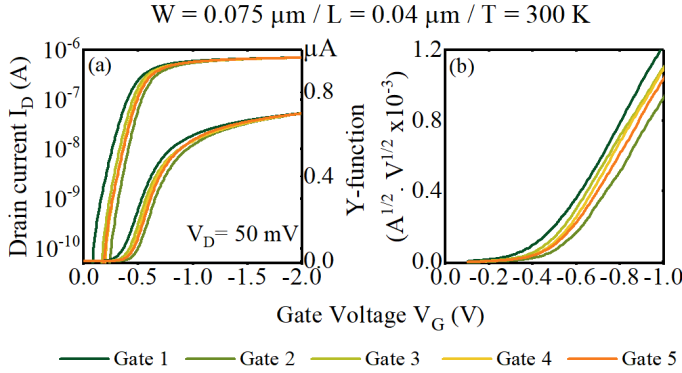 W = 0.075 µm / L = 0.04 µm / T = 300 K
(a)
Drain current I_D (A)
10^-6
10^-7
10^-8
10^-9
10^-10
µA
0.9
0.4
0.0
V_D= 50 mV
0.0 -0.5 -1.0 -1.5 -2.0
(b)
Y-function
(A^1/2 . V^1/2 x10^-3)
1.2
0.8
0.4
0.0
-0.2 -0.4 -0.6 -0.8 -1.0
Gate Voltage V_G (V)
Gate 1 Gate 2 Gate 3 Gate 4 Gate 5